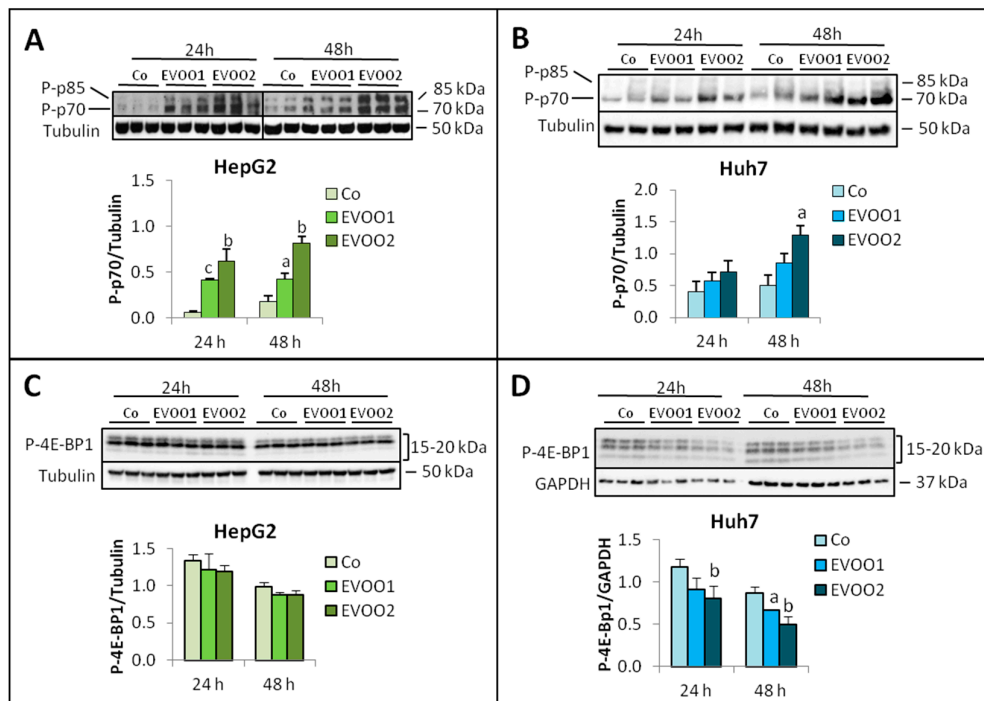 A
24h 48h
Co EVOO1 EVOO2 Co EVOO1 EVOO2
P-p85 85 kDa
P-p70 70 kDa
Tubulin 50 kDa
HepG2
P-p70/Tubulin
1.5
1.0
0.5
0.0
c b a b
24 h 48 h
Co
EVOO1
EVOO2
B
24h 48h
Co EVOO1 EVOO2 Co EVOO1 EVOO2
P-p85 85 kDa
P-p70 70 kDa
Tubulin 50 kDa
Huh7
P-p70/Tubulin
2.0
1.5
1.0
0.5
0.0
a
24 h 48 h
Co
EVOO1
EVOO2
C
24h 48h
Co EVOO1 EVOO2 Co EVOO1 EVOO2
P-4E-BP1 15-20 kDa
Tubulin 50 kDa
HepG2
P-4E-BP1/Tubulin
1.5
1.0
0.5
0.0
24 h 48 h
Co
EVOO1
EVOO2
D
24h 48h
Co EVOO1 EVOO2 Co EVOO1 EVOO2
P-4E-BP1 15-20 kDa
GAPDH 37 kDa
Huh7
P-4E-Bp1/GAPDH
1.5
1.0
0.5
0.0
b a b
24 h 48 h
Co
EVOO1
EVOO2